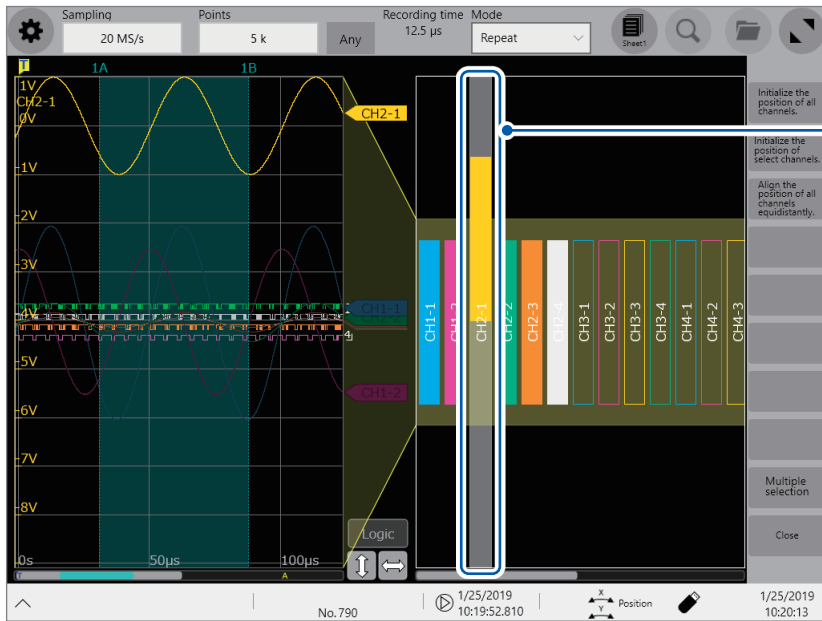 Sampling
20 MS/s
Points
5 k
Any
Recording time
12.5 µs
Mode
Repeat
Sheet1
T
1A
1B
1V
CH2-1
0V
-1V
-2V
-3V
-4V
-5V
-6V
-7V
-8V
0s
50µs
100µs
A
CH2-1
CH1-1
CH1-2
Logic
CH1-1
CH1-2
CH2-1
CH2-2
CH2-3
CH2-4
CH3-1
CH3-2
CH3-3
CH3-4
CH4-1
CH4-2
CH4-3
Initialize the
position of all
channels.
Initialize the
position of
select channels.
Align the
position of all
channels
equidistantly.
Multiple
selection
Close
No. 790
1/25/2019
10:19:52.810
X
Y
Position
1/25/2019
10:20:13